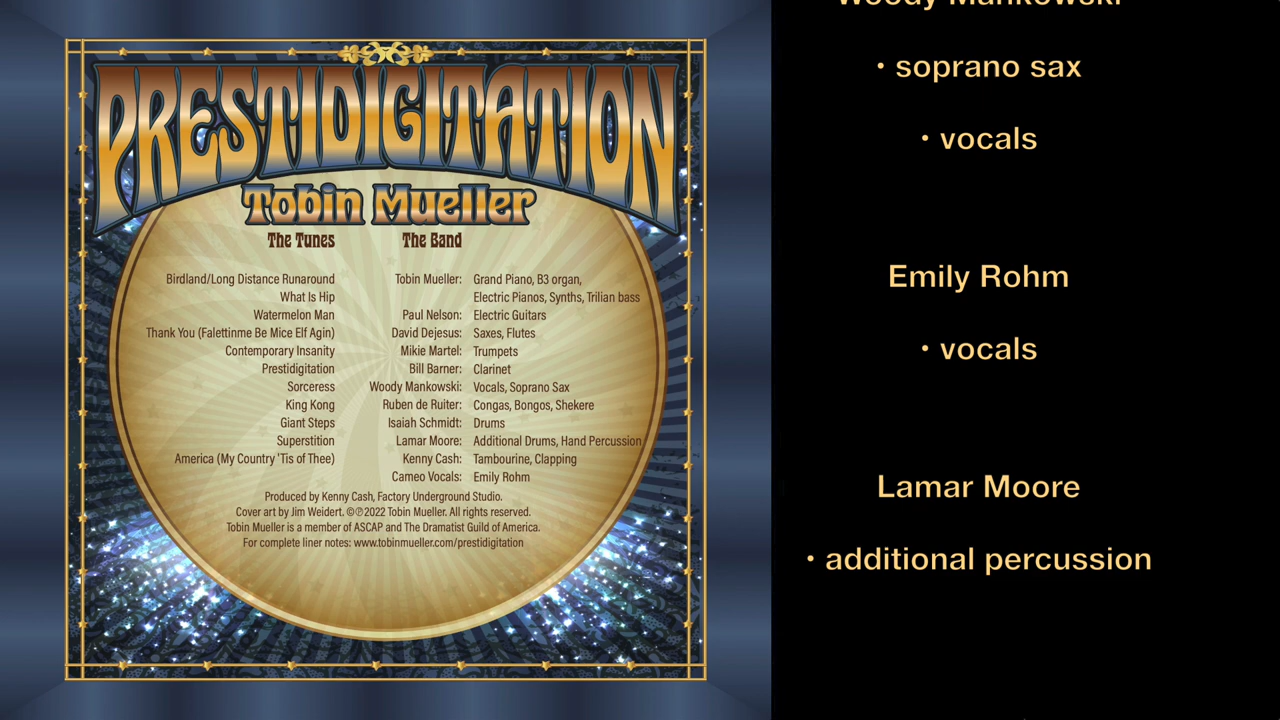 PRESTIDIGITATION
Tobin Mueller
The Tunes
Birdland/Long Distance Runaround
What Is Hip
Watermelon Man
Thank You (Falettinme Be Mice Elf Agin)
Contemporary Insanity
Prestidigitation
Sorceress
King Kong
Giant Steps
Superstition
America (My Country 'Tis of Thee)
The Band
Tobin Mueller: Grand Piano, B3 organ,
Electric Pianos, Synths, Trilian bass
Paul Nelson: Electric Guitars
David Dejesus: Saxes, Flutes
Mikie Martel: Trumpets
Bill Barner: Clarinet
Woody Mankowski: Vocals, Soprano Sax
Ruben de Ruiter: Congas, Bongos, Shekere
Isaiah Schmidt: Drums
Lamar Moore: Additional Drums, Hand Percussion
Kenny Cash: Tambourine, Clapping
Cameo Vocals: Emily Rohm
Produced by Kenny Cash, Factory Underground Studio.
Cover art by Jim Weidert. ©℗2022 Tobin Mueller. All rights reserved.
Tobin Mueller is a member of ASCAP and The Dramatist Guild of America.
For complete liner notes: www.tobinmueller.com/prestidigitation
Woody Mankowski
• soprano sax
• vocals
Emily Rohm
• vocals
Lamar Moore
• additional percussion